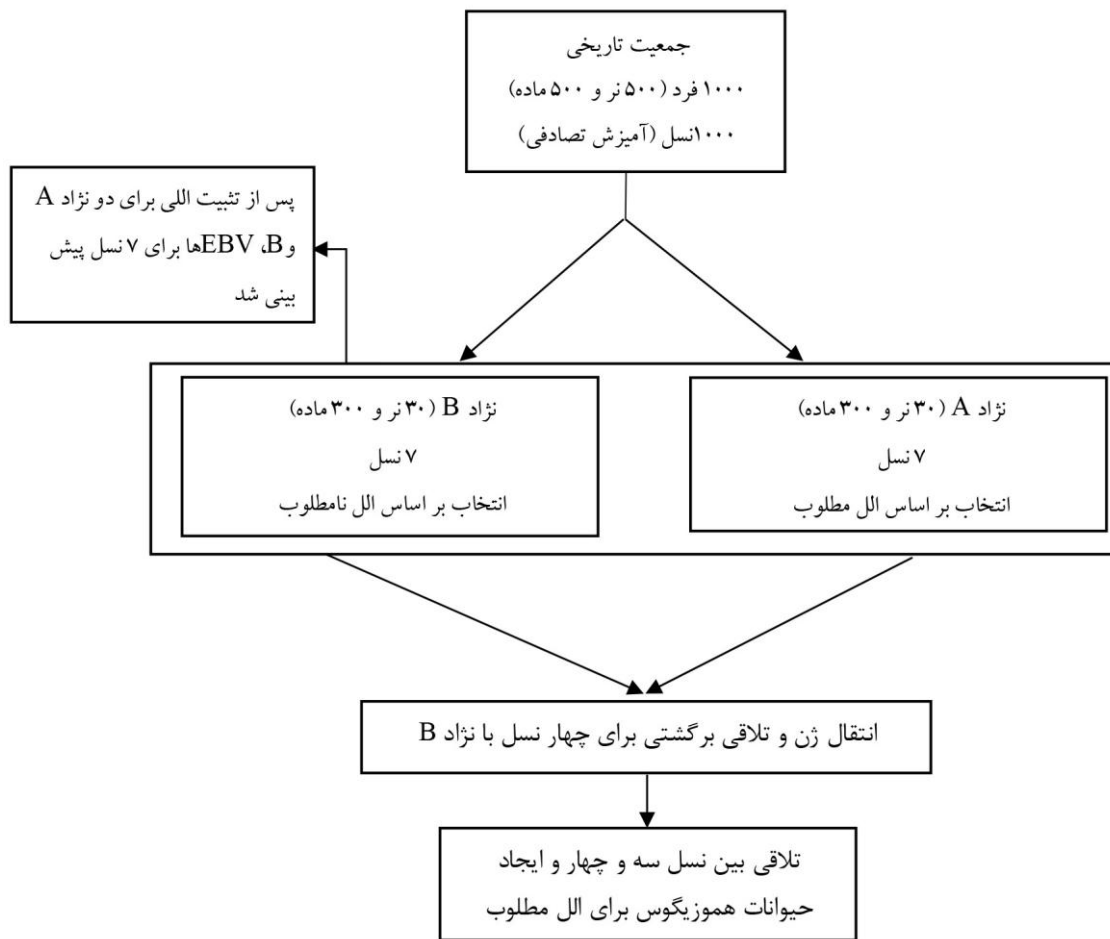 جمعیت تاریخی
۱۰۰۰ فرد (۵۰۰ نر و ۵۰۰ ماده)
۱۰۰۰نسل (آمیزش تصادفی)
پس از تثبیت اللی برای دو نژاد A
و B، EBVها برای ۷ نسل پیش
بینی شد
نژاد A (۳۰ نر و ۳۰۰ ماده)
۷ نسل
انتخاب بر اساس الل مطلوب
نژاد B (۳۰ نر و ۳۰۰ ماده)
۷ نسل
انتخاب بر اساس الل نامطلوب
انتقال ژن و تلاقی برگشتی برای چهار نسل با نژاد B
تلاقی بین نسل سه و چهار و ایجاد
حیوانات هموزیگوس برای الل مطلوب